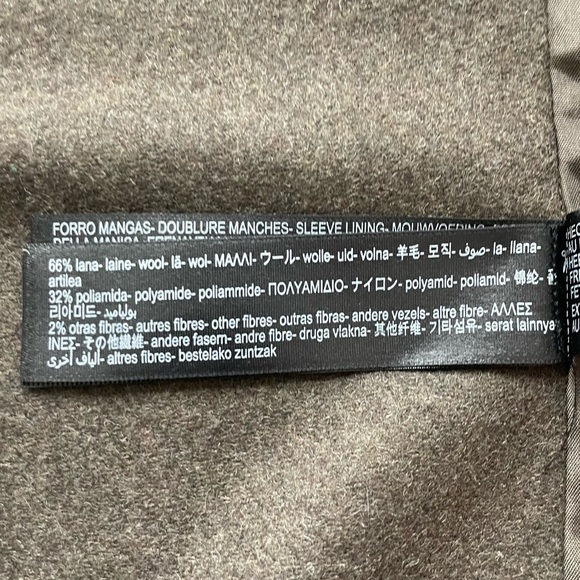 FORRO MANGAS- DOUBLURE MANCHES- SLEEVE LINING-
66% lana- laine- wool- lã- wol- ΜΑΛΛΙ- ウール- wolle- uld- volna- 羊毛- 모직- صوف- la- llana-
artilea
32% poliamida- polyamide- poliammide- ΠΟΛΥΑΜΙΔΙΟ- ナイロン- polyamid- polyamid- poliamid- 锦纶-
리아미드- بوليأميد
2% otras fibras- autres fibres- other fibres- outras fibras- andere vezels- altre fibre- ΑΛΛΕΣ
ΙΝΕΣ- その他繊維- andere fasern- andre fibre- druga vlakna- 其他纤维- 기타섬유- serat lainnya
ألياف أخرى- altres fibres- bestelako zuntzak